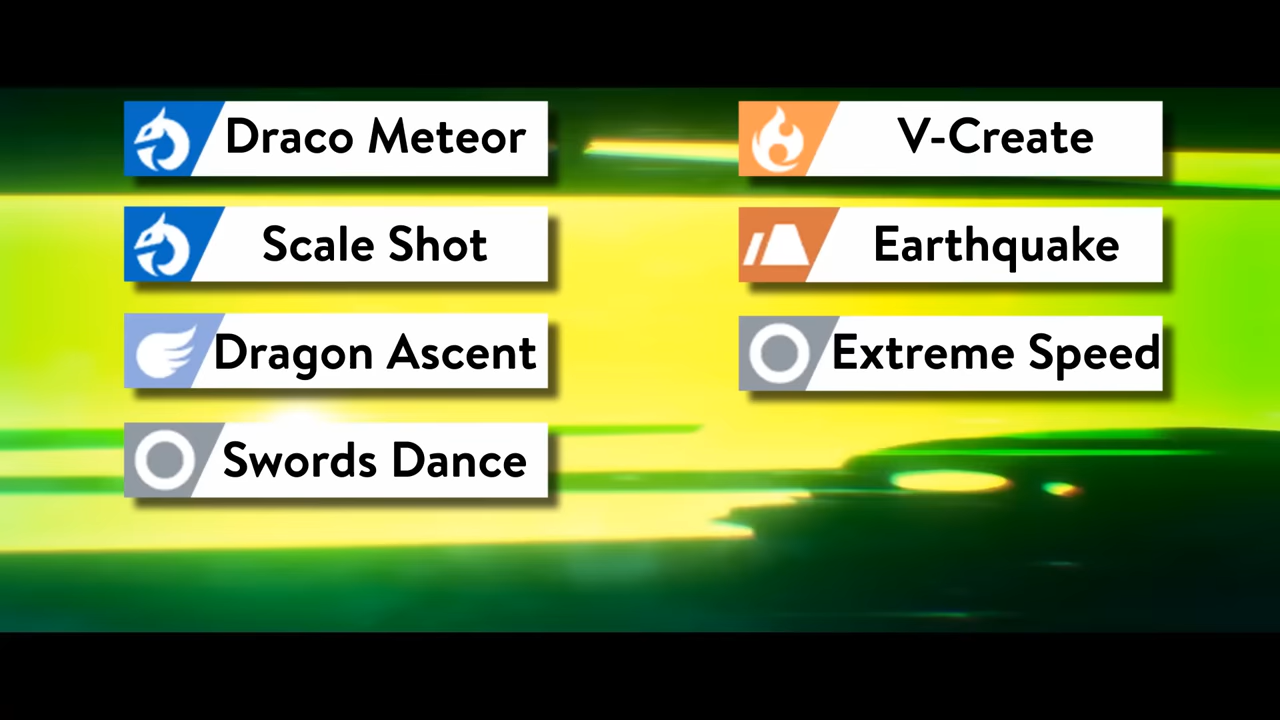 Draco Meteor
Scale Shot
Dragon Ascent
Swords Dance
V-Create
Earthquake
Extreme Speed